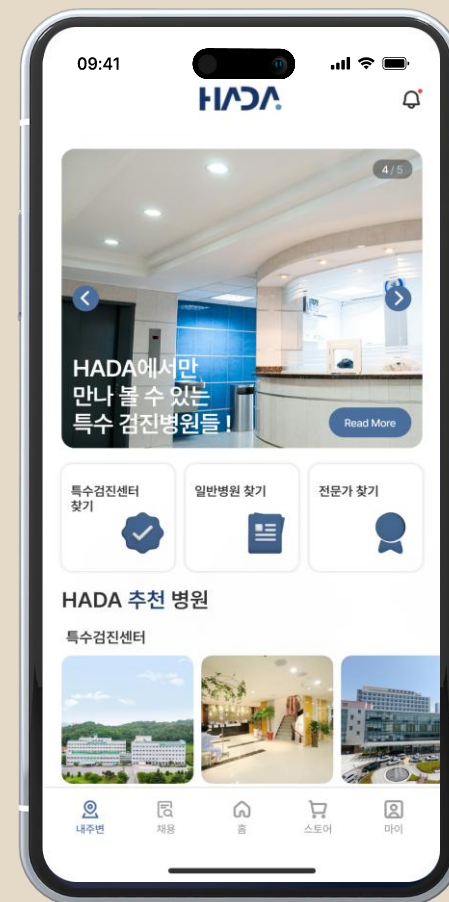 09:41
HADA
4/5
HADA에서만
만나 볼 수 있는
특수 검진병원들 !
Read More
특수검진센터
찾기
일반병원 찾기
전문가 찾기
HADA 추천 병원
특수검진센터
내주변
채용
홈
스토어
마이